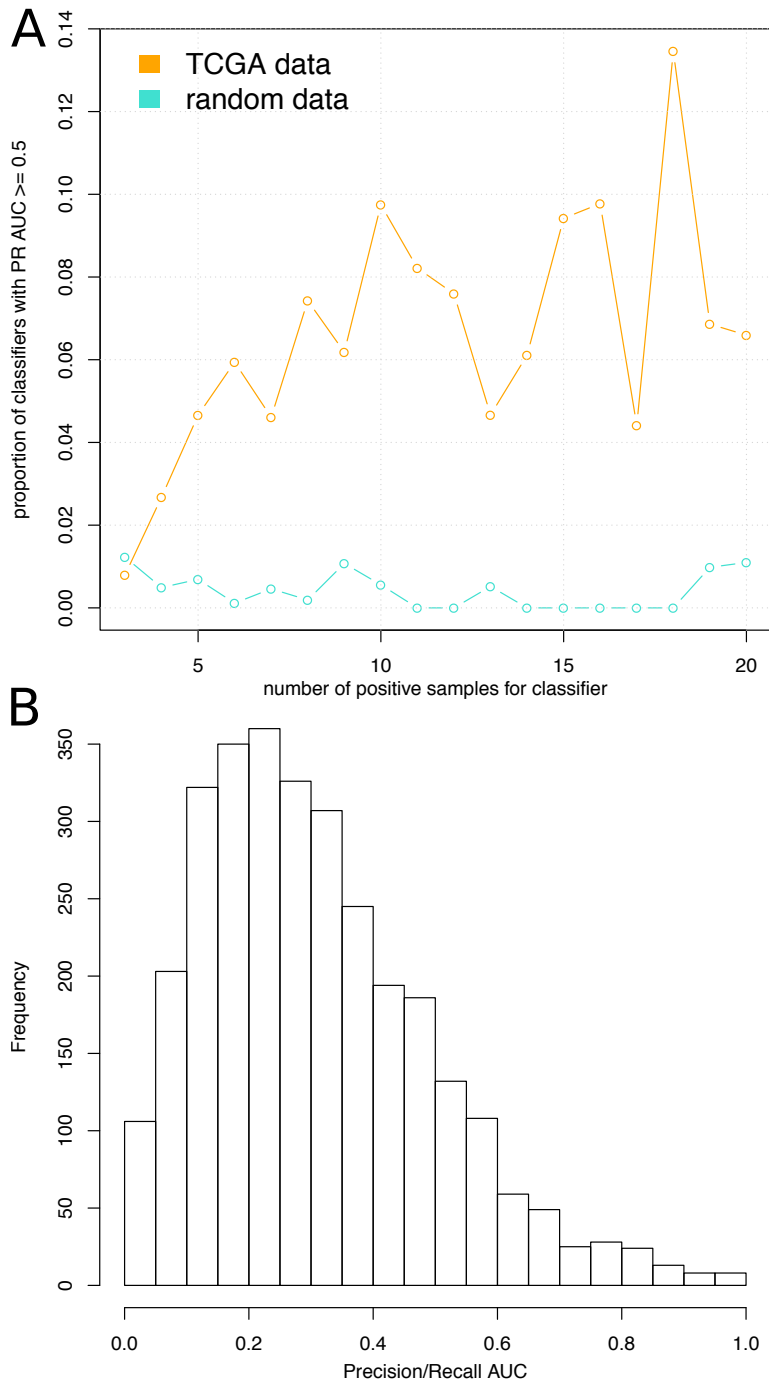 A
TCGA data
random data
proportion of classifiers with PR AUC >= 0.5
0.14
0.12
0.10
0.08
0.06
0.04
0.02
0.00
5 10 15 20
number of positive samples for classifier
B
Frequency
350
300
250
200
150
100
50
0
0.0 0.2 0.4 0.6 0.8 1.0
Precision/Recall AUC